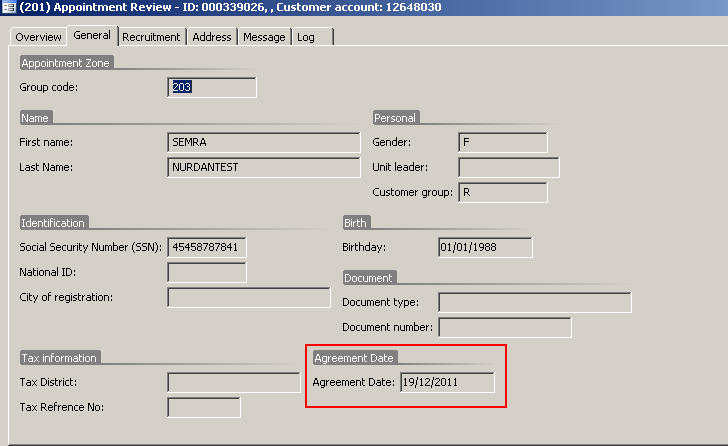 (201) Appointment Review - ID: 000339026, , Customer account: 12648030
Overview General Recruitment Address Message Log
Appointment Zone
Group code: 203
Name
First name: SEMRA
Last Name: NURDANTEST
Personal
Gender: F
Unit leader:
Customer group: R
Identification
Social Security Number (SSN): 45458787841
National ID:
City of registration:
Birth
Birthday: 01/01/1988
Document
Document type:
Document number:
Tax information
Tax District:
Tax Refrence No:
Agreement Date
Agreement Date: 19/12/2011